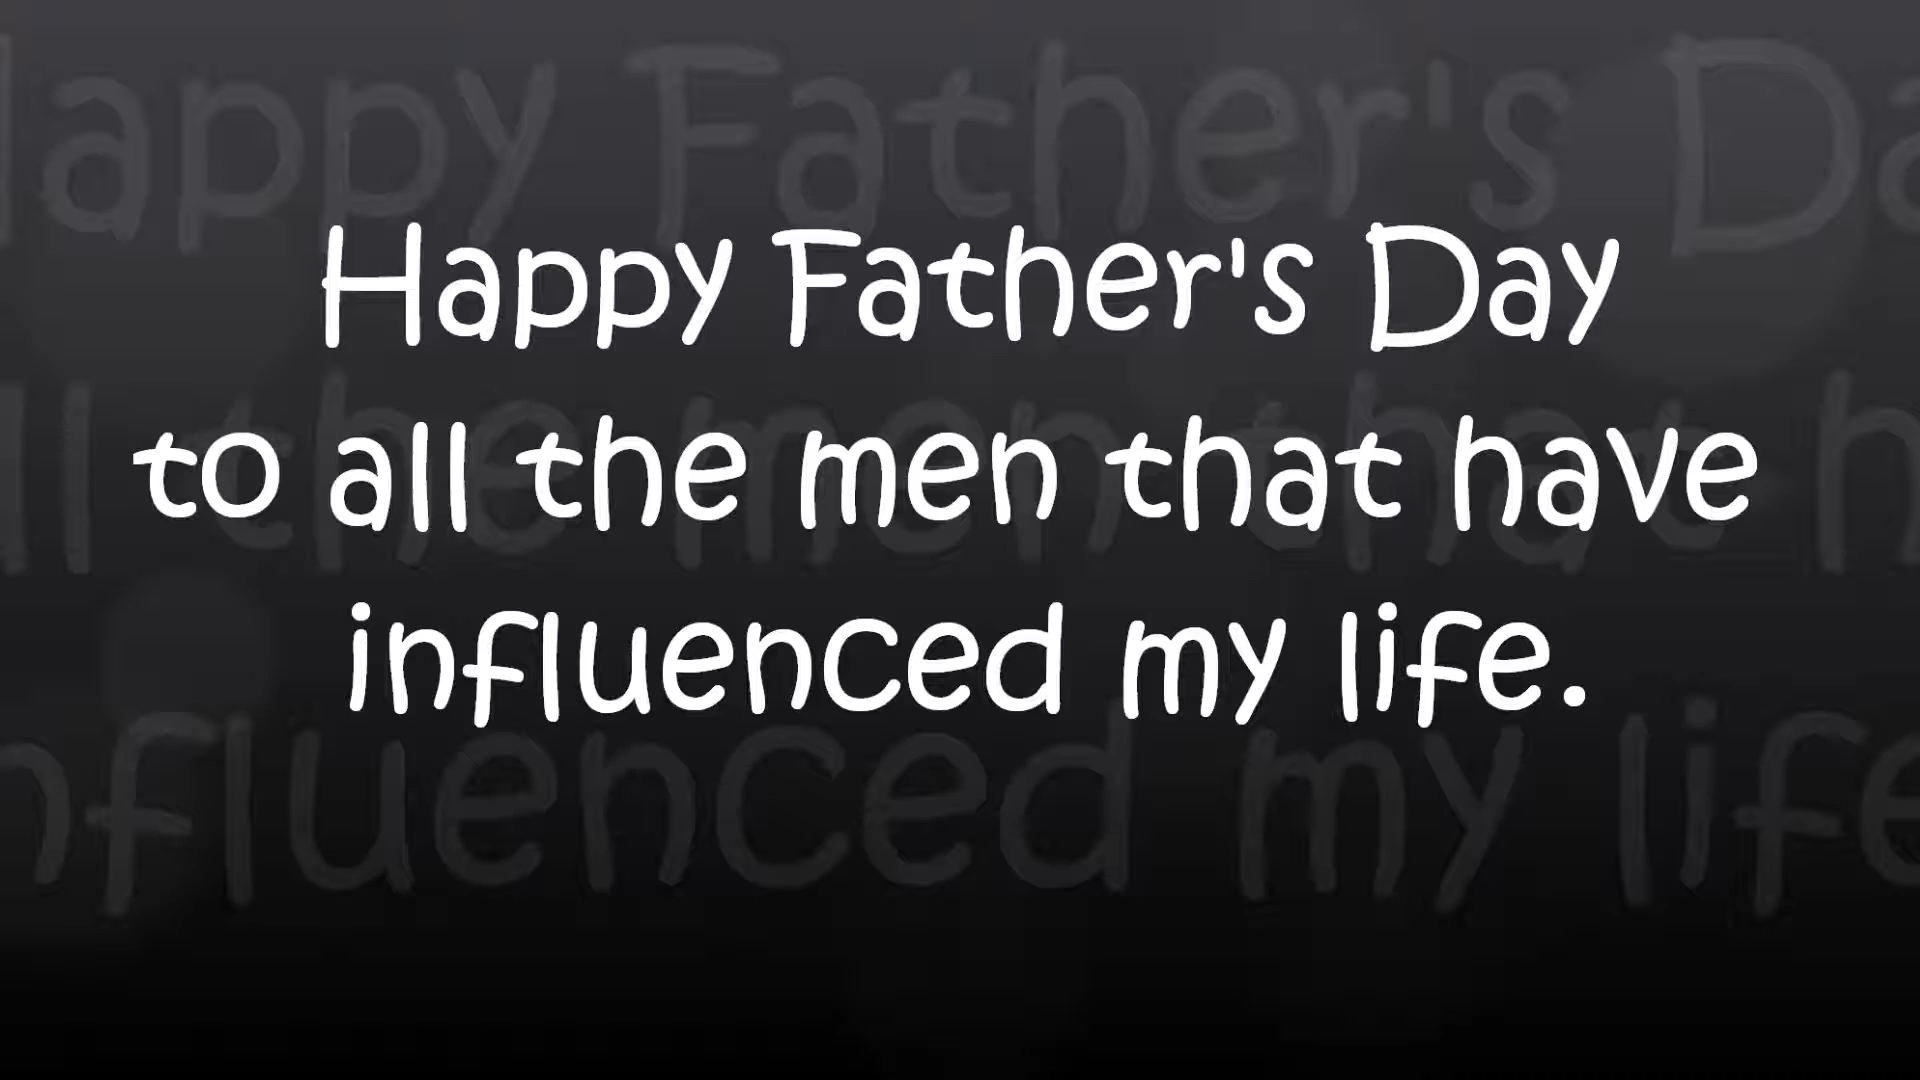 Happy Father's Day
to all the men that have
influenced my life.